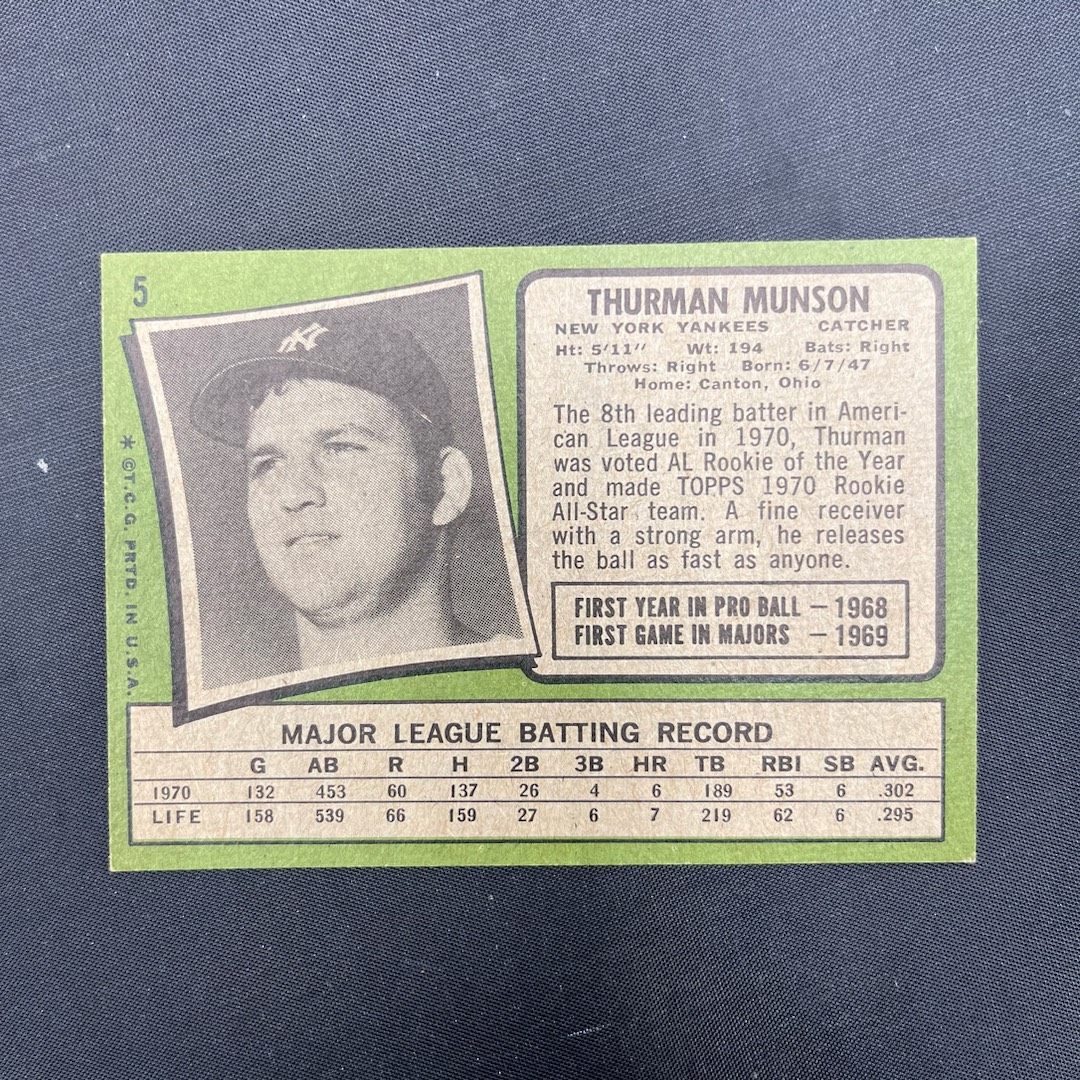 5
NY
THURMAN MUNSON
NEW YORK YANKEES CATCHER
Ht: 5'11" Wt: 194 Bats: Right
Throws: Right Born: 6/7/47
Home: Canton, Ohio
The 8th leading batter in Ameri-
can League in 1970, Thurman
was voted AL Rookie of the Year
and made TOPPS 1970 Rookie
All-Star team. A fine receiver
with a strong arm, he releases
the ball as fast as anyone.
FIRST YEAR IN PRO BALL — 1968
FIRST GAME IN MAJORS — 1969
* ©T.C.G. PRTD. IN U.S.A.
MAJOR LEAGUE BATTING RECORD
G AB R H 2B 3B HR TB RBI SB AVG.
1970 132 453 60 137 26 4 6 189 53 6 .302
LIFE 158 539 66 159 27 6 7 219 62 6 .295